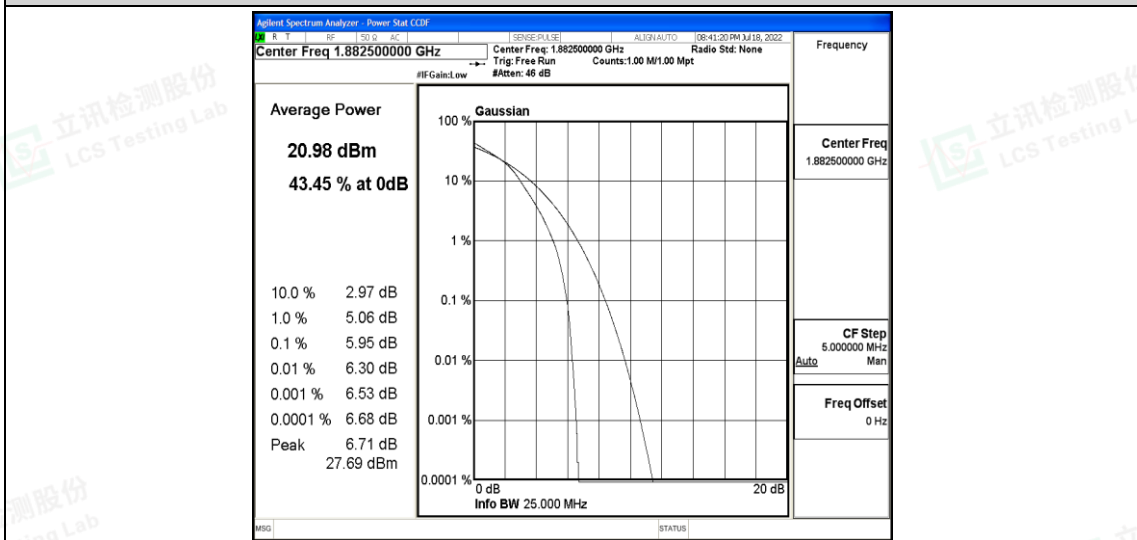 Agilent Spectrum Analyzer - Power Stat CCDF
LXI R T RF 50 Ω AC SENSE:PULSE ALIGNAUTO 08:41:20 PM Jul 18, 2022
Center Freq 1.882500000 GHz
Center Freq: 1.882500000 GHz Radio Std: None
Trig: Free Run Counts:1.00 M/1.00 Mpt
#IFGain:Low #Atten: 46 dB
Frequency
Average Power
20.98 dBm
43.45 % at 0dB
10.0 % 2.97 dB
1.0 % 5.06 dB
0.1 % 5.95 dB
0.01 % 6.30 dB
0.001 % 6.53 dB
0.0001 % 6.68 dB
Peak 6.71 dB
27.69 dBm
Gaussian
100 %
10 %
1 %
0.1 %
0.01 %
0.001 %
0.0001 %
0 dB 20 dB
Info BW 25.000 MHz
Center Freq
1.882500000 GHz
CF Step
5.000000 MHz
Auto Man
Freq Offset
0 Hz
MSG STATUS
立讯检测股份
LCS Testing Lab
立讯检测股份
LCS Testing L
测股份
ng Lab
立